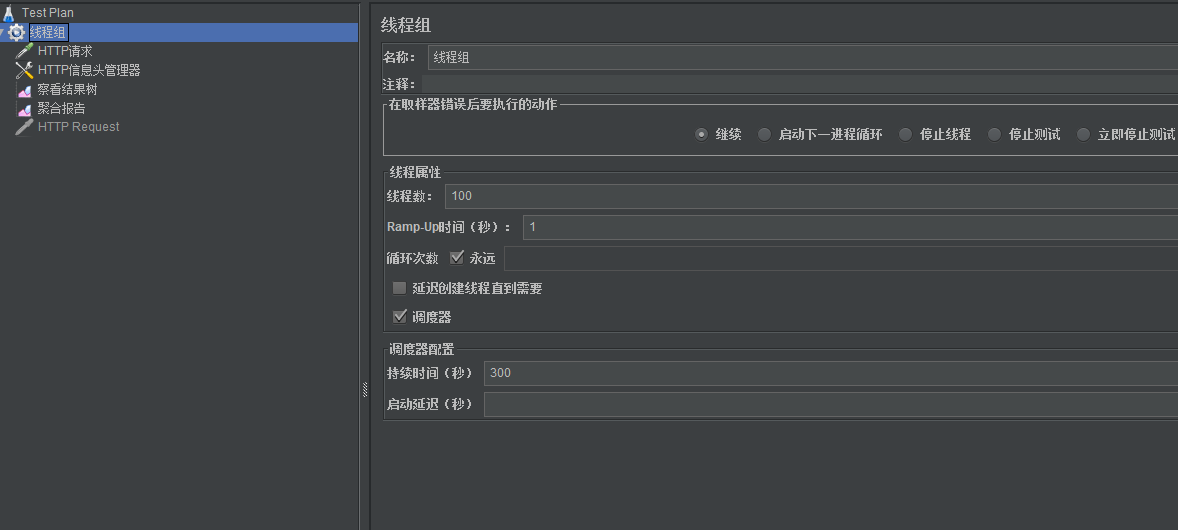 Test Plan
线程组
HTTP请求
HTTP信息头管理器
察看结果树
聚合报告
HTTP Request
线程组
名称： 线程组
注释：
在取样器错误后要执行的动作
继续 启动下一进程循环 停止线程 停止测试 立即停止测试
线程属性
线程数： 100
Ramp-Up时间（秒）： 1
循环次数 永远
延迟创建线程直到需要
调度器
调度器配置
持续时间（秒） 300
启动延迟（秒）